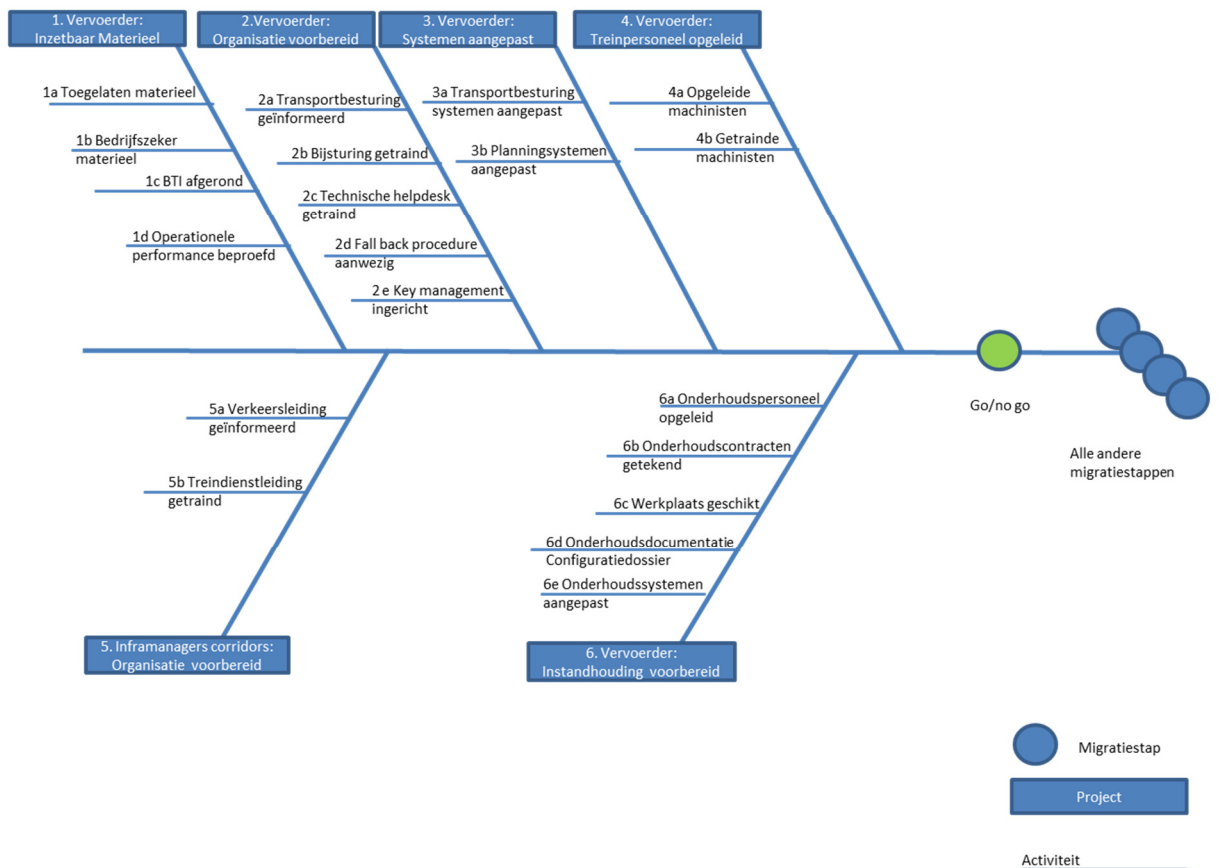 1. Vervoerder:
Inzetbaar Materieel
2.Vervoerder:
Organisatie voorbereid
3. Vervoerder:
Systemen aangepast
4. Vervoerder:
Treinpersoneel opgeleid
1a Toegelaten materieel
1b Bedrijfszeker
materieel
1c BTI afgerond
1d Operationele
performance beproefd
2a Transportbesturing
geïnformeerd
2b Bijsturing getraind
2c Technische helpdesk
getraind
2d Fall back procedure
aanwezig
2e Key management
ingericht
3a Transportbesturing
systemen aangepast
3b Planningsystemen
aangepast
4a Opgeleide
machinisten
4b Getrainde
machinisten
Go/no go
Alle andere
migratiestappen
5a Verkeersleiding
geïnformeerd
5b Treindienstleiding
getraind
6a Onderhoudspersoneel
opgeleid
6b Onderhoudscontracten
getekend
6c Werkplaats geschikt
6d Onderhoudsdocumentatie
Configuratiedossier
6e Onderhoudssystemen
aangepast
5. Inframanagers corridors:
Organisatie voorbereid
6. Vervoerder:
Instandhouding voorbereid
Migratiestap
Project
Activiteit